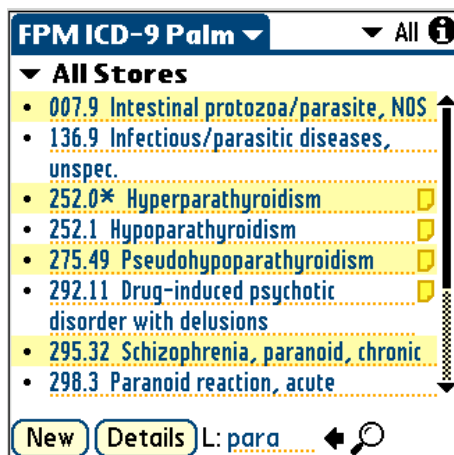 FPM ICD-9 Palm
All
All Stores
• 007.9 Intestinal protozoa/parasite, NOS
• 136.9 Infectious/parasitic diseases,
unspec.
• 252.0* Hyperparathyroidism
• 252.1 Hypoparathyroidism
• 275.49 Pseudohypoparathyroidism
• 292.11 Drug-induced psychotic
disorder with delusions
• 295.32 Schizophrenia, paranoid, chronic
• 298.3 Paranoid reaction, acute
New Details L: para